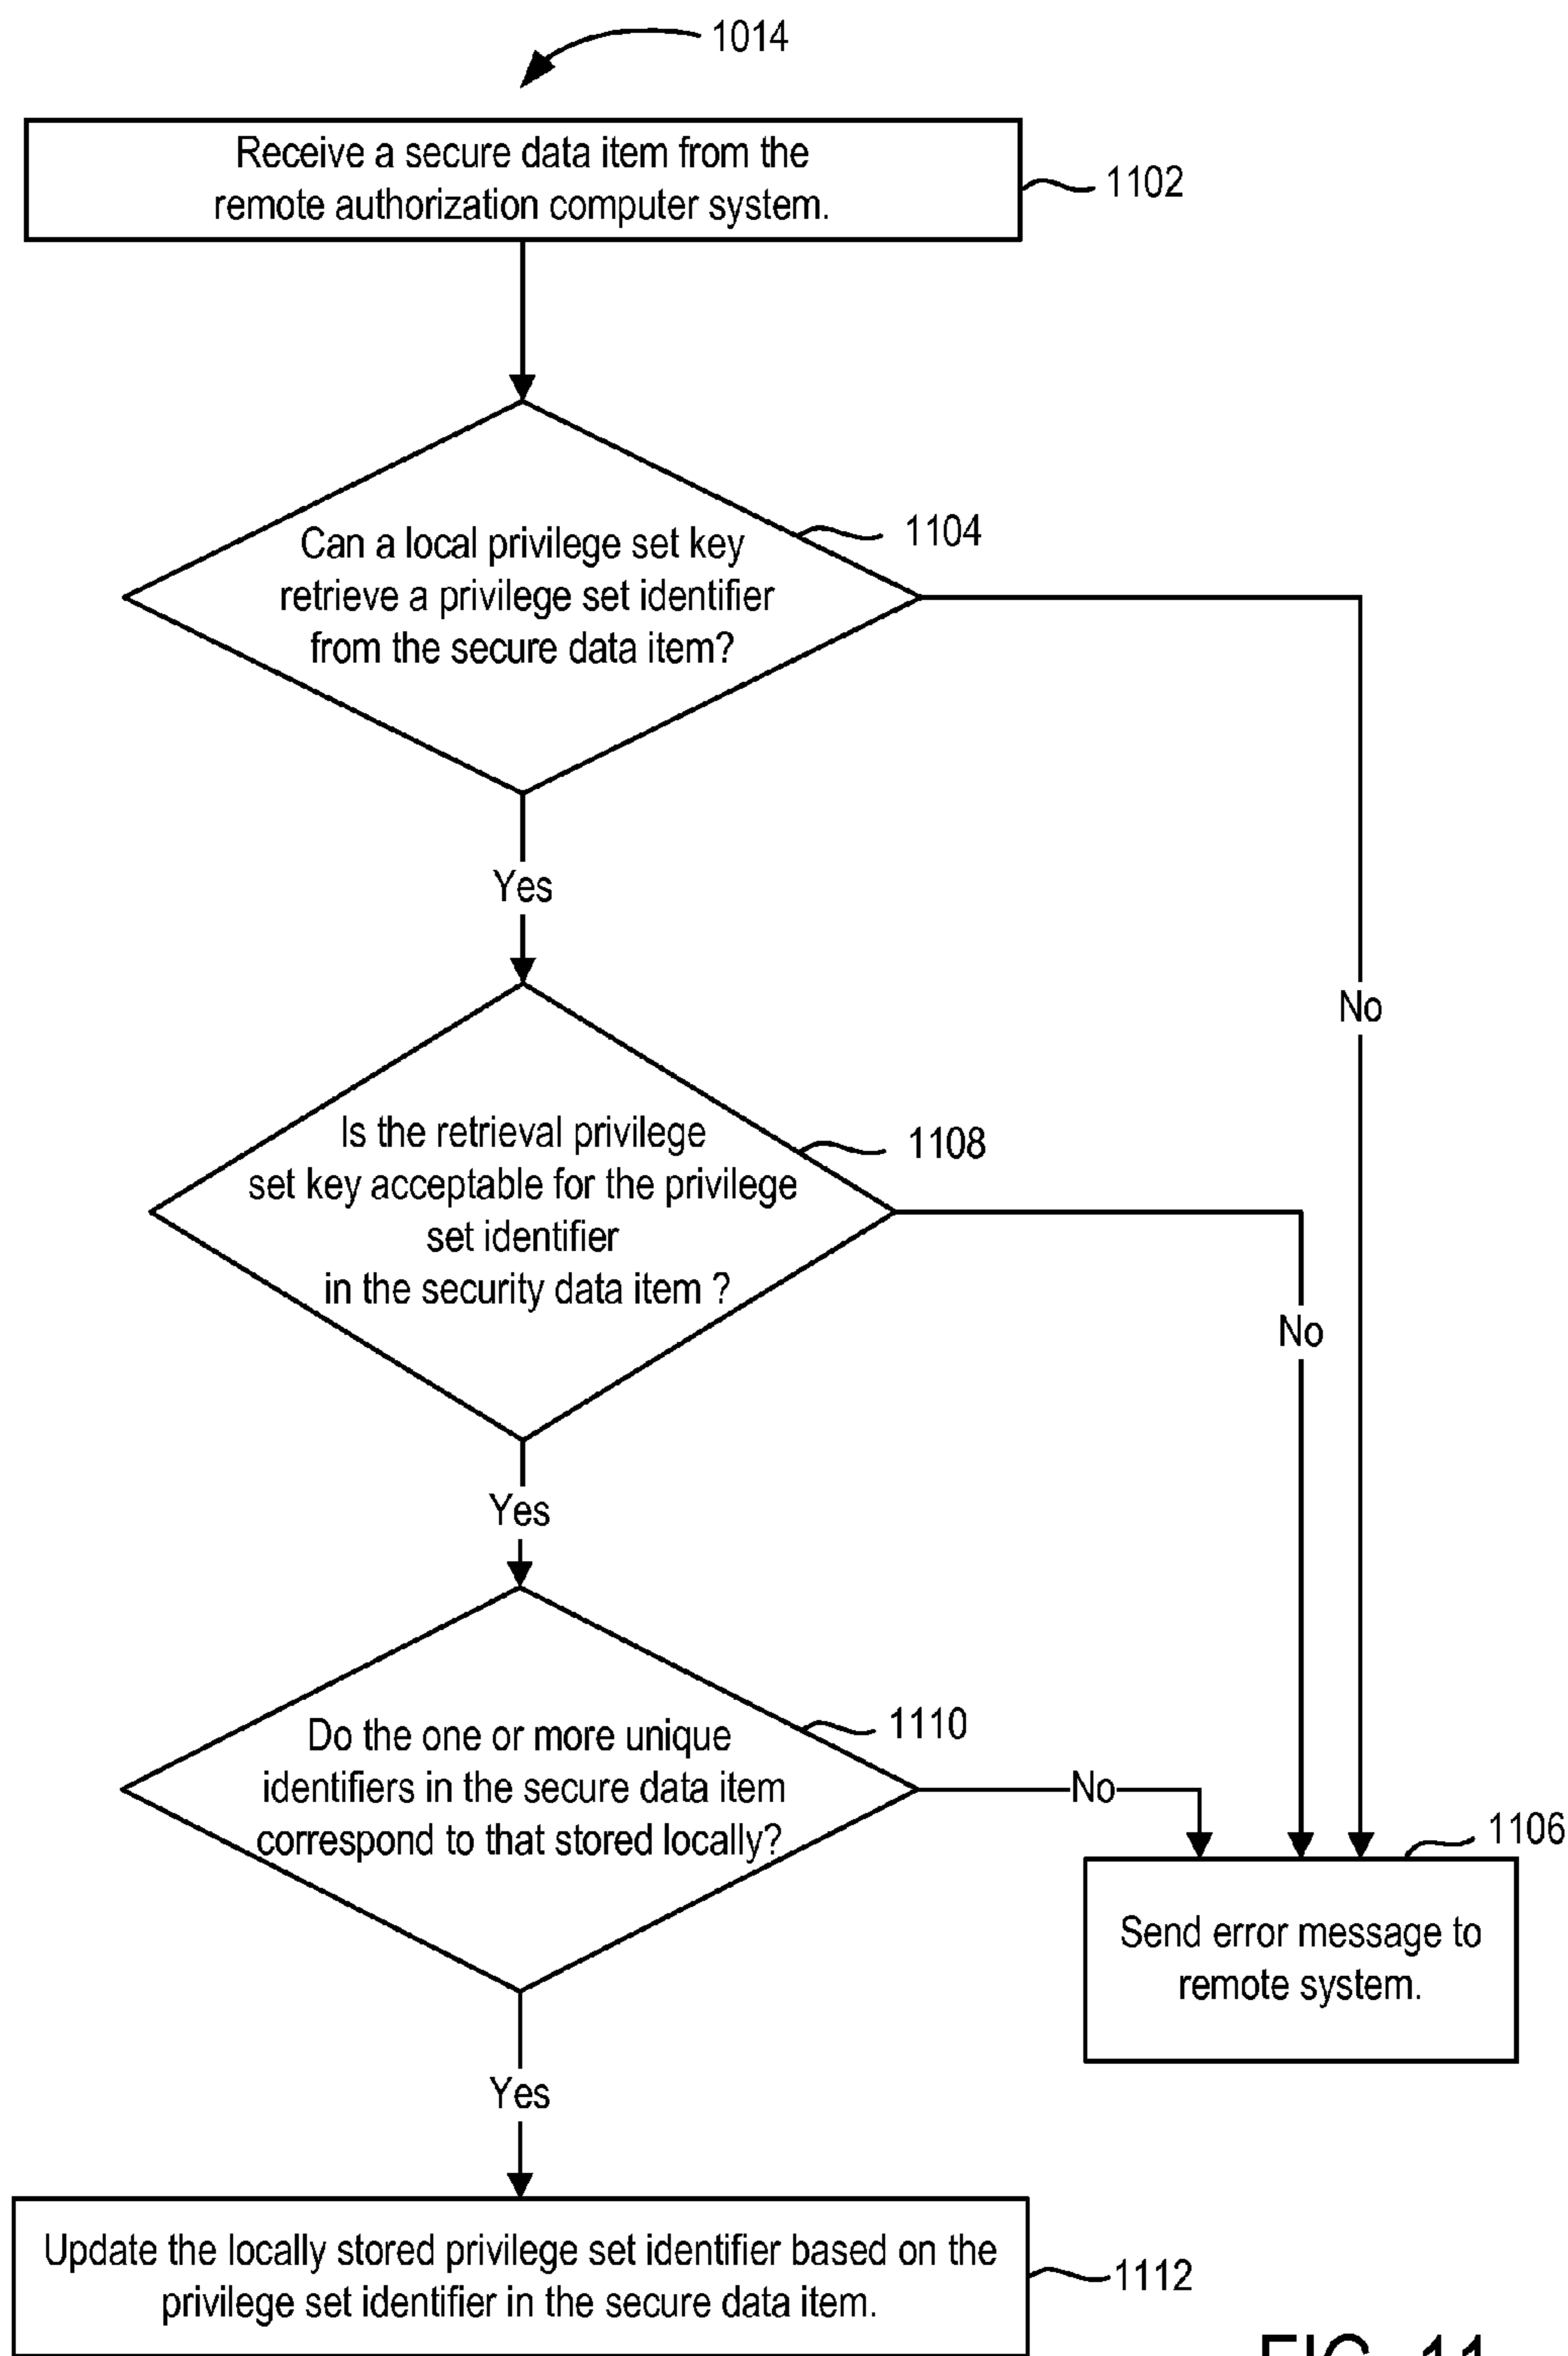 1014
Receive a secure data item from the
remote authorization computer system.
1102
Can a local privilege set key
retrieve a privilege set identifier
from the secure data item?
1104
Yes
No
Is the retrieval privilege
set key acceptable for the privilege
set identifier
in the security data item ?
1108
No
Yes
Do the one or more unique
identifiers in the secure data item
correspond to that stored locally?
1110
No
1106
Send error message to
remote system.
Yes
Update the locally stored privilege set identifier based on the
privilege set identifier in the secure data item.
1112
FIG. 11